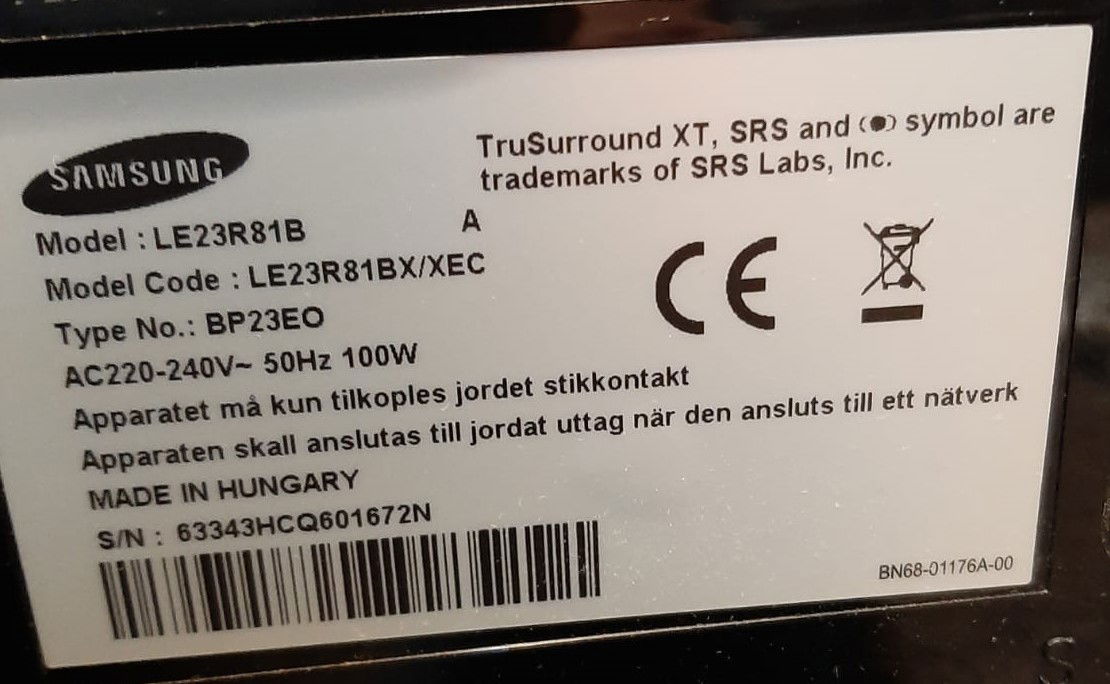 SAMSUNG
TruSurround XT, SRS and (●) symbol are
trademarks of SRS Labs, Inc.
Model : LE23R81B A
Model Code : LE23R81BX/XEC
Type No.: BP23EO
AC220-240V~ 50Hz 100W
Apparatet må kun tilkoples jordet stikkontakt
Apparaten skall anslutas till jordat uttag när den ansluts till ett nätverk
MADE IN HUNGARY
S/N : 63343HCQ601672N
BN68-01176A-00
CE
S